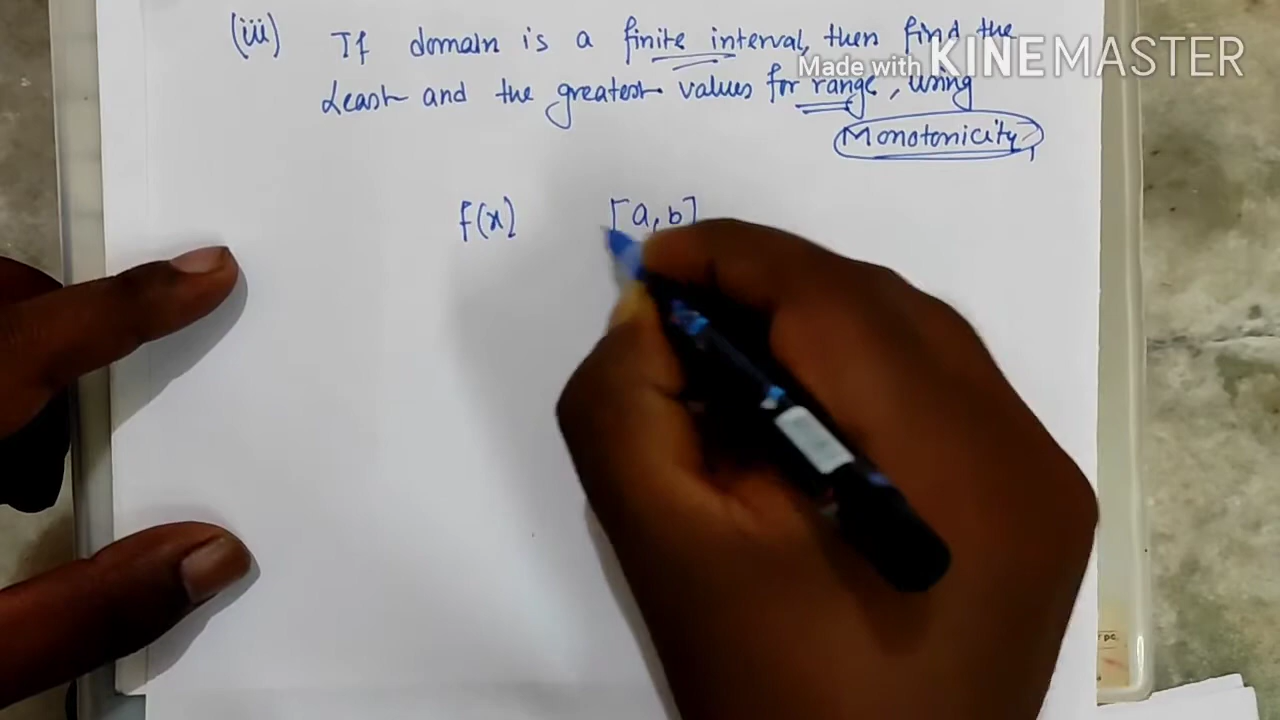 (iii) If domain is a finite interval, then find the
Least and the greatest values for range, using
Monotonicity,
f(x) [a, b]
Made with KINEMASTER